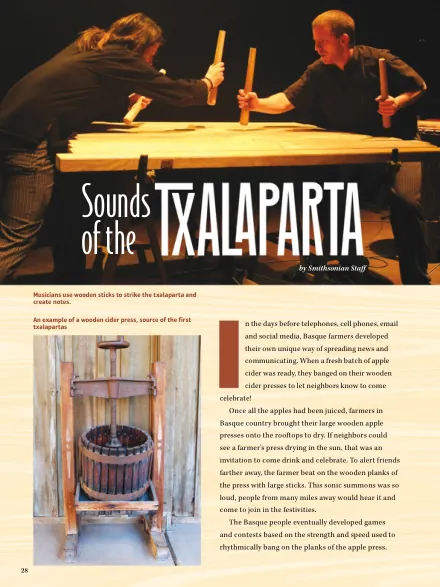 Sounds
of the TXALAPARTA
by Smithsonian Staff
Musicians use wooden sticks to strike the txalaparta and
create notes.
An example of a wooden cider press, source of the first
txalapartas
In the days before telephones, cell phones, email
and social media, Basque farmers developed
their own unique way of spreading news and
communicating. When a fresh batch of apple
cider was ready, they banged on their wooden
cider presses to let neighbors know to come
celebrate!
Once all the apples had been juiced, farmers in
Basque country brought their large wooden apple
presses onto the rooftops to dry. If neighbors could
see a farmer's press drying in the sun, that was an
invitation to come drink and celebrate. To alert friends
farther away, the farmer beat on the wooden planks of
the press with large sticks. This sonic summons was so
loud, people from many miles away would hear it and
come to join in the festivities.
The Basque people eventually developed games
and contests based on the strength and speed used to
rhythmically bang on the planks of the apple press.
28